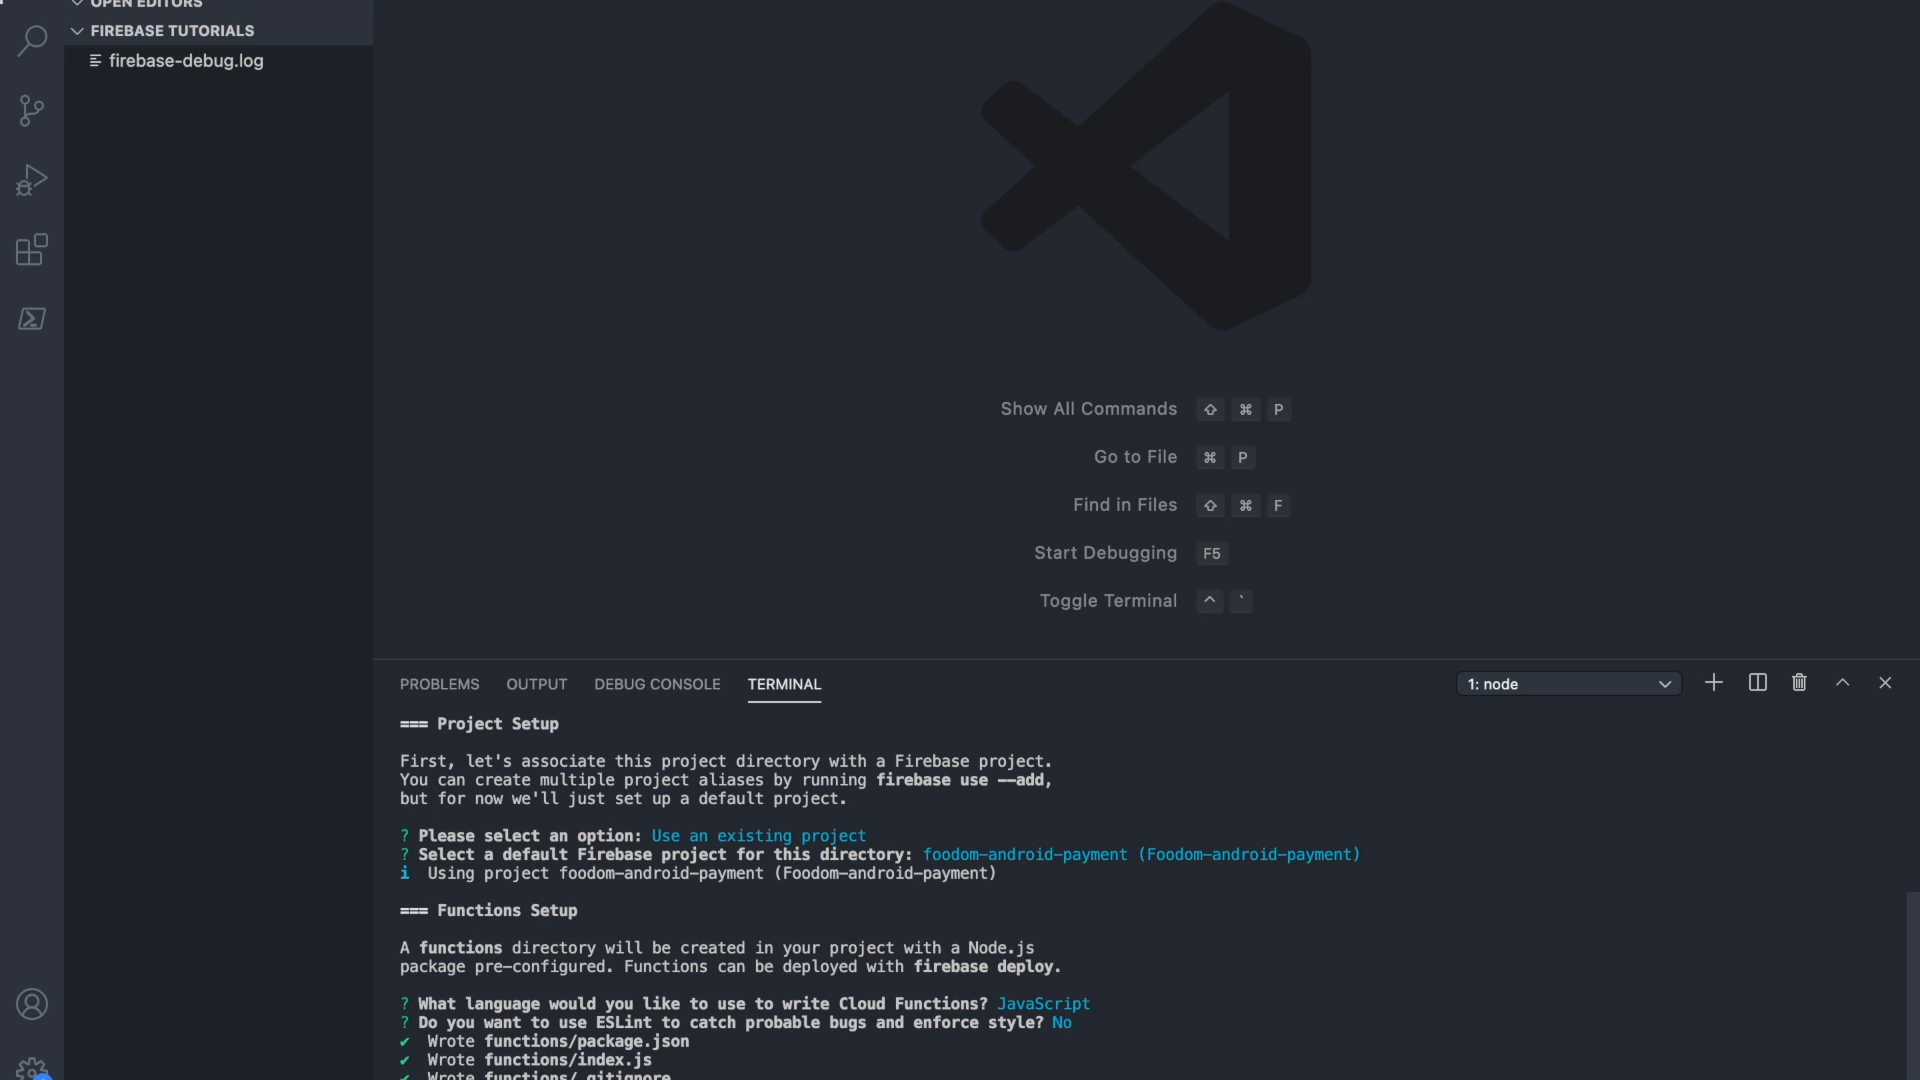 OPEN EDITORS
FIREBASE TUTORIALS
firebase-debug.log
Show All Commands ⇧ ⌘ P
Go to File ⌘ P
Find in Files ⇧ ⌘ F
Start Debugging F5
Toggle Terminal ^ `
PROBLEMS OUTPUT DEBUG CONSOLE TERMINAL 1: node
=== Project Setup
First, let's associate this project directory with a Firebase project.
You can create multiple project aliases by running firebase use --add,
but for now we'll just set up a default project.
? Please select an option: Use an existing project
? Select a default Firebase project for this directory: foodom-android-payment (Foodom-android-payment)
i Using project foodom-android-payment (Foodom-android-payment)
=== Functions Setup
A functions directory will be created in your project with a Node.js
package pre-configured. Functions can be deployed with firebase deploy.
? What language would you like to use to write Cloud Functions? JavaScript
? Do you want to use ESLint to catch probable bugs and enforce style? No
✔ Wrote functions/package.json
✔ Wrote functions/index.js
✔ Wrote functions/.gitignore